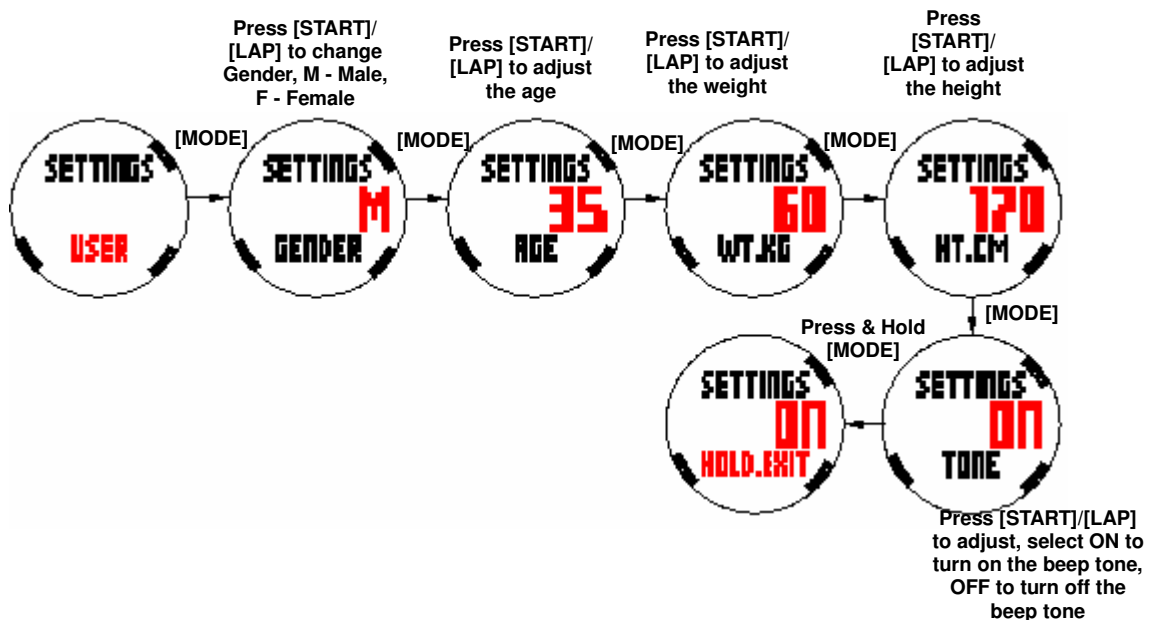 Press [START]/
[LAP] to change
Gender, M - Male,
F - Female
Press [START]/
[LAP] to adjust
the age
Press [START]/
[LAP] to adjust
the weight
Press
[START]/
[LAP] to adjust
the height
[MODE]
[MODE]
[MODE]
[MODE]
SETTINGS
USER
SETTINGS
M
GENDER
SETTINGS
35
AGE
SETTINGS
60
WT.KG
SETTINGS
170
HT.CM
[MODE]
Press & Hold
[MODE]
SETTINGS
ON
HOLD.EXIT
SETTINGS
ON
TONE
Press [START]/[LAP]
to adjust, select ON to
turn on the beep tone,
OFF to turn off the
beep tone